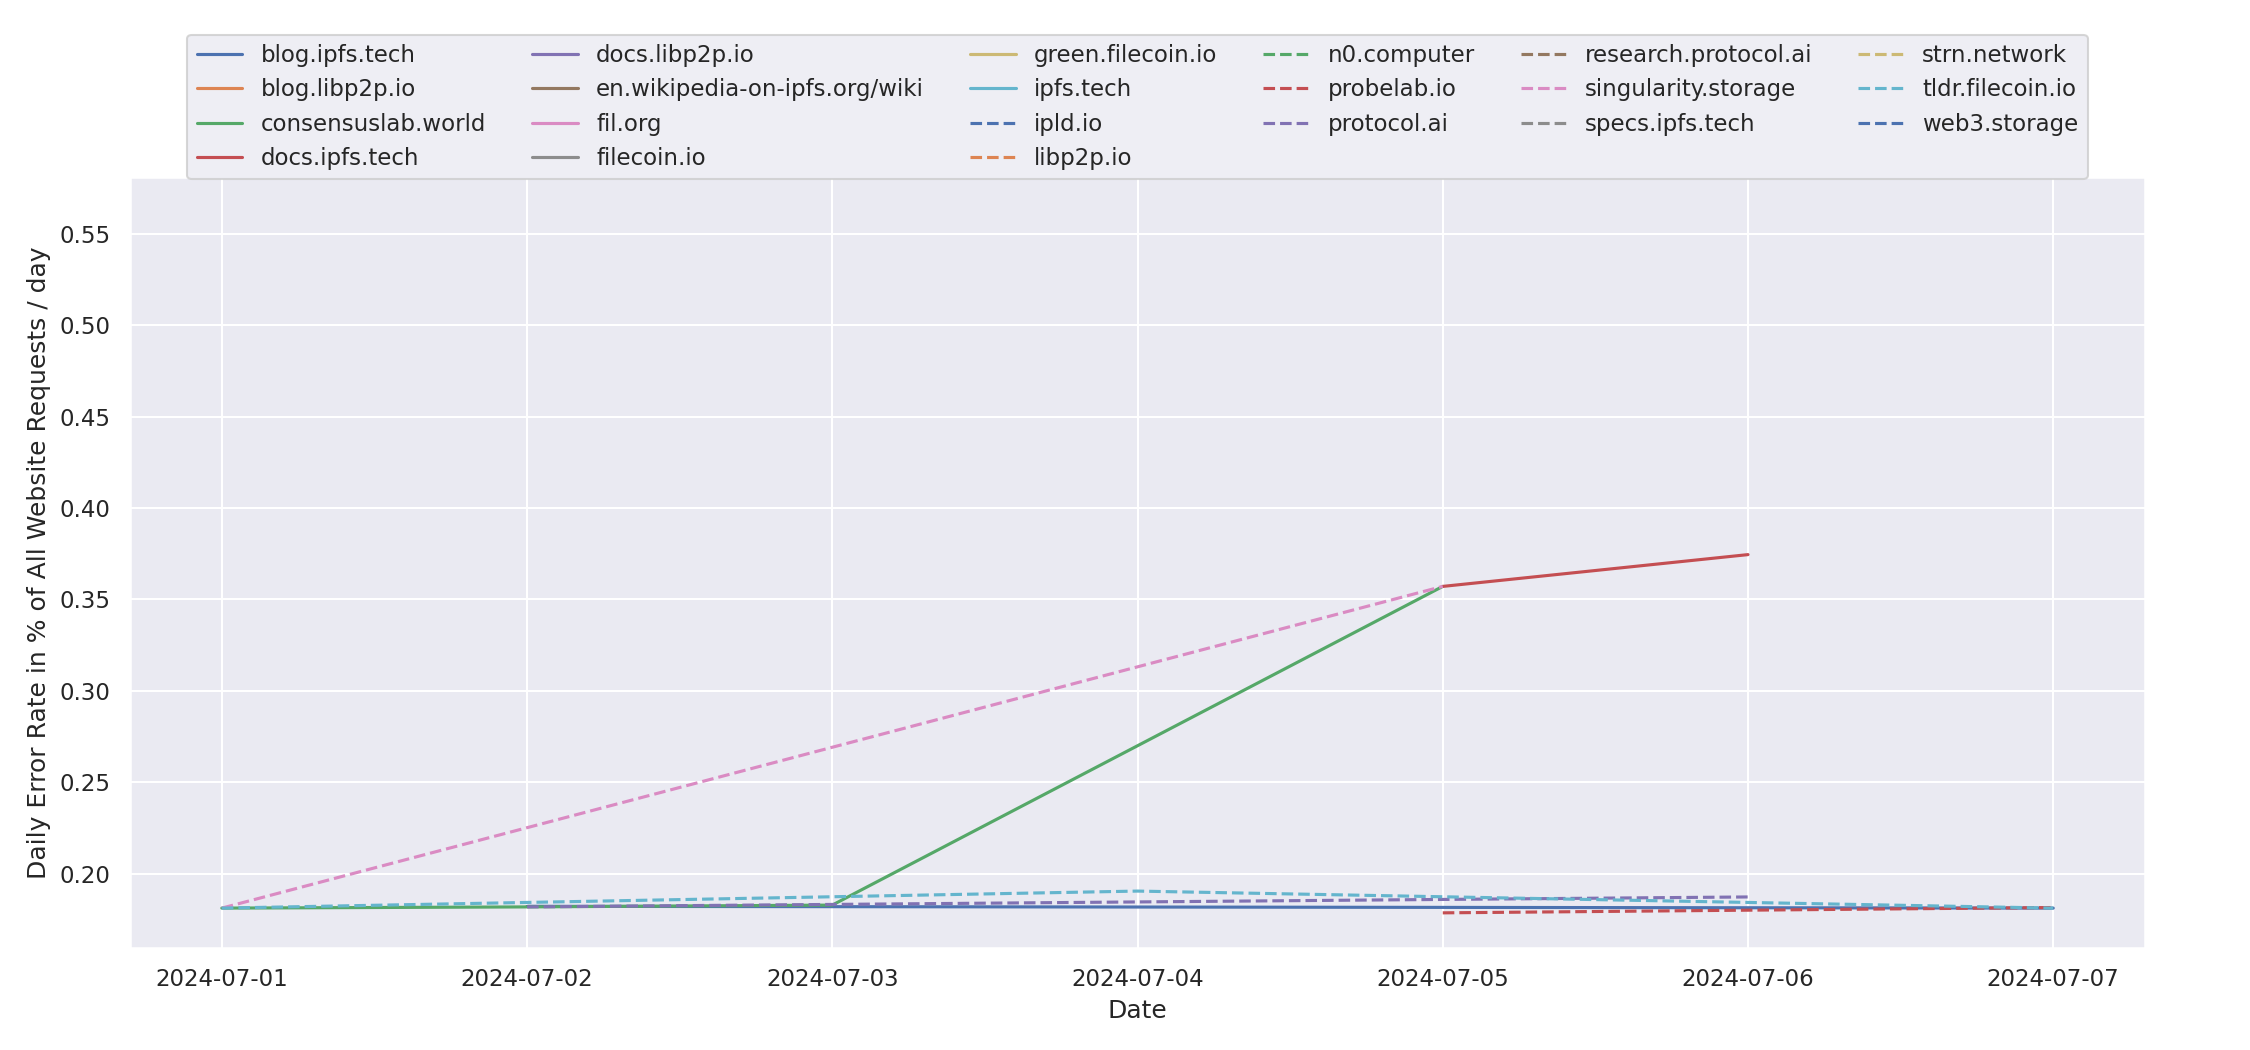 blog.ipfs.tech
blog.libp2p.io
consensuslab.world
docs.ipfs.tech
docs.libp2p.io
en.wikipedia-on-ipfs.org/wiki
fil.org
filecoin.io
green.filecoin.io
ipfs.tech
ipld.io
libp2p.io
n0.computer
probelab.io
protocol.ai
research.protocol.ai
singularity.storage
specs.ipfs.tech
strn.network
tldr.filecoin.io
web3.storage
Daily Error Rate in % of All Website Requests / day
0.55
0.50
0.45
0.40
0.35
0.30
0.25
0.20
2024-07-01
2024-07-02
2024-07-03
2024-07-04
2024-07-05
2024-07-06
2024-07-07
Date